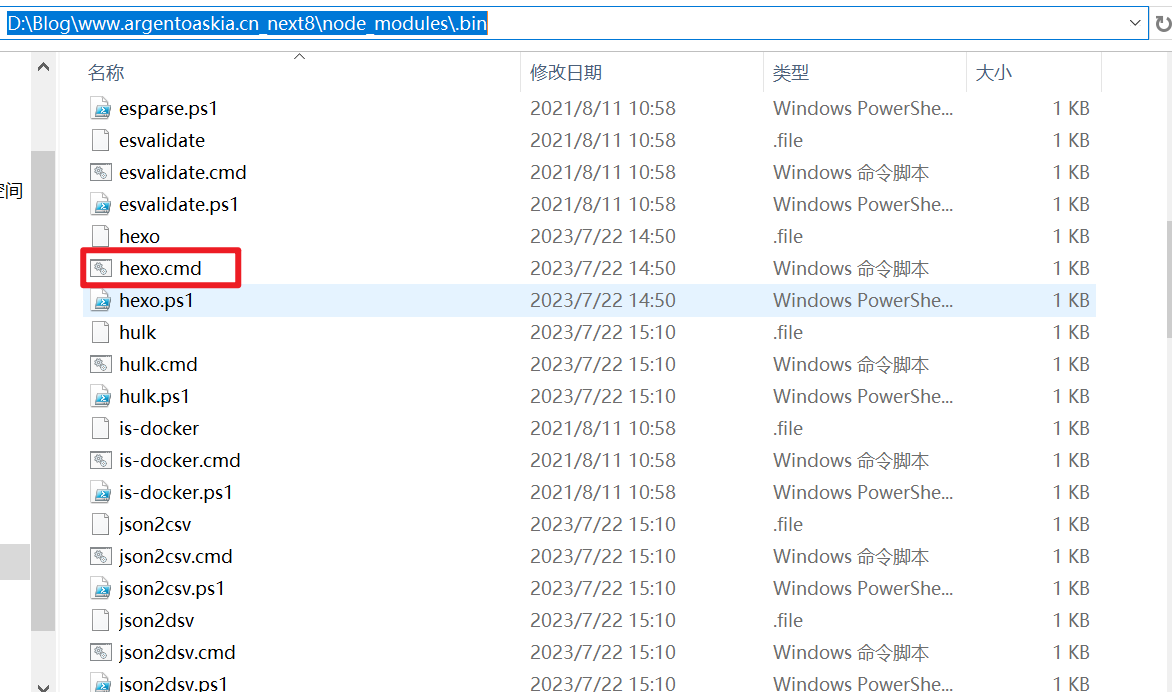 D:\Blog\www.argentoaskia.cn_next8\node_modules\.bin
名称 修改日期 类型 大小
esparse.ps1 2021/8/11 10:58 Windows PowerShe... 1 KB
esvalidate 2021/8/11 10:58 .file 1 KB
esvalidate.cmd 2021/8/11 10:58 Windows 命令脚本 1 KB
空间
esvalidate.ps1 2021/8/11 10:58 Windows PowerShe... 1 KB
hexo 2023/7/22 14:50 .file 1 KB
hexo.cmd 2023/7/22 14:50 Windows 命令脚本 1 KB
hexo.ps1 2023/7/22 14:50 Windows PowerShe... 1 KB
hulk 2023/7/22 15:10 .file 1 KB
hulk.cmd 2023/7/22 15:10 Windows 命令脚本 1 KB
hulk.ps1 2023/7/22 15:10 Windows PowerShe... 1 KB
is-docker 2021/8/11 10:58 .file 1 KB
is-docker.cmd 2021/8/11 10:58 Windows 命令脚本 1 KB
is-docker.ps1 2021/8/11 10:58 Windows PowerShe... 1 KB
json2csv 2023/7/22 15:10 .file 1 KB
json2csv.cmd 2023/7/22 15:10 Windows 命令脚本 1 KB
json2csv.ps1 2023/7/22 15:10 Windows PowerShe... 1 KB
json2dsv 2023/7/22 15:10 .file 1 KB
json2dsv.cmd 2023/7/22 15:10 Windows 命令脚本 1 KB
json2dsv.ps1 2023/7/22 15:10 Windows PowerShe... 1 KB